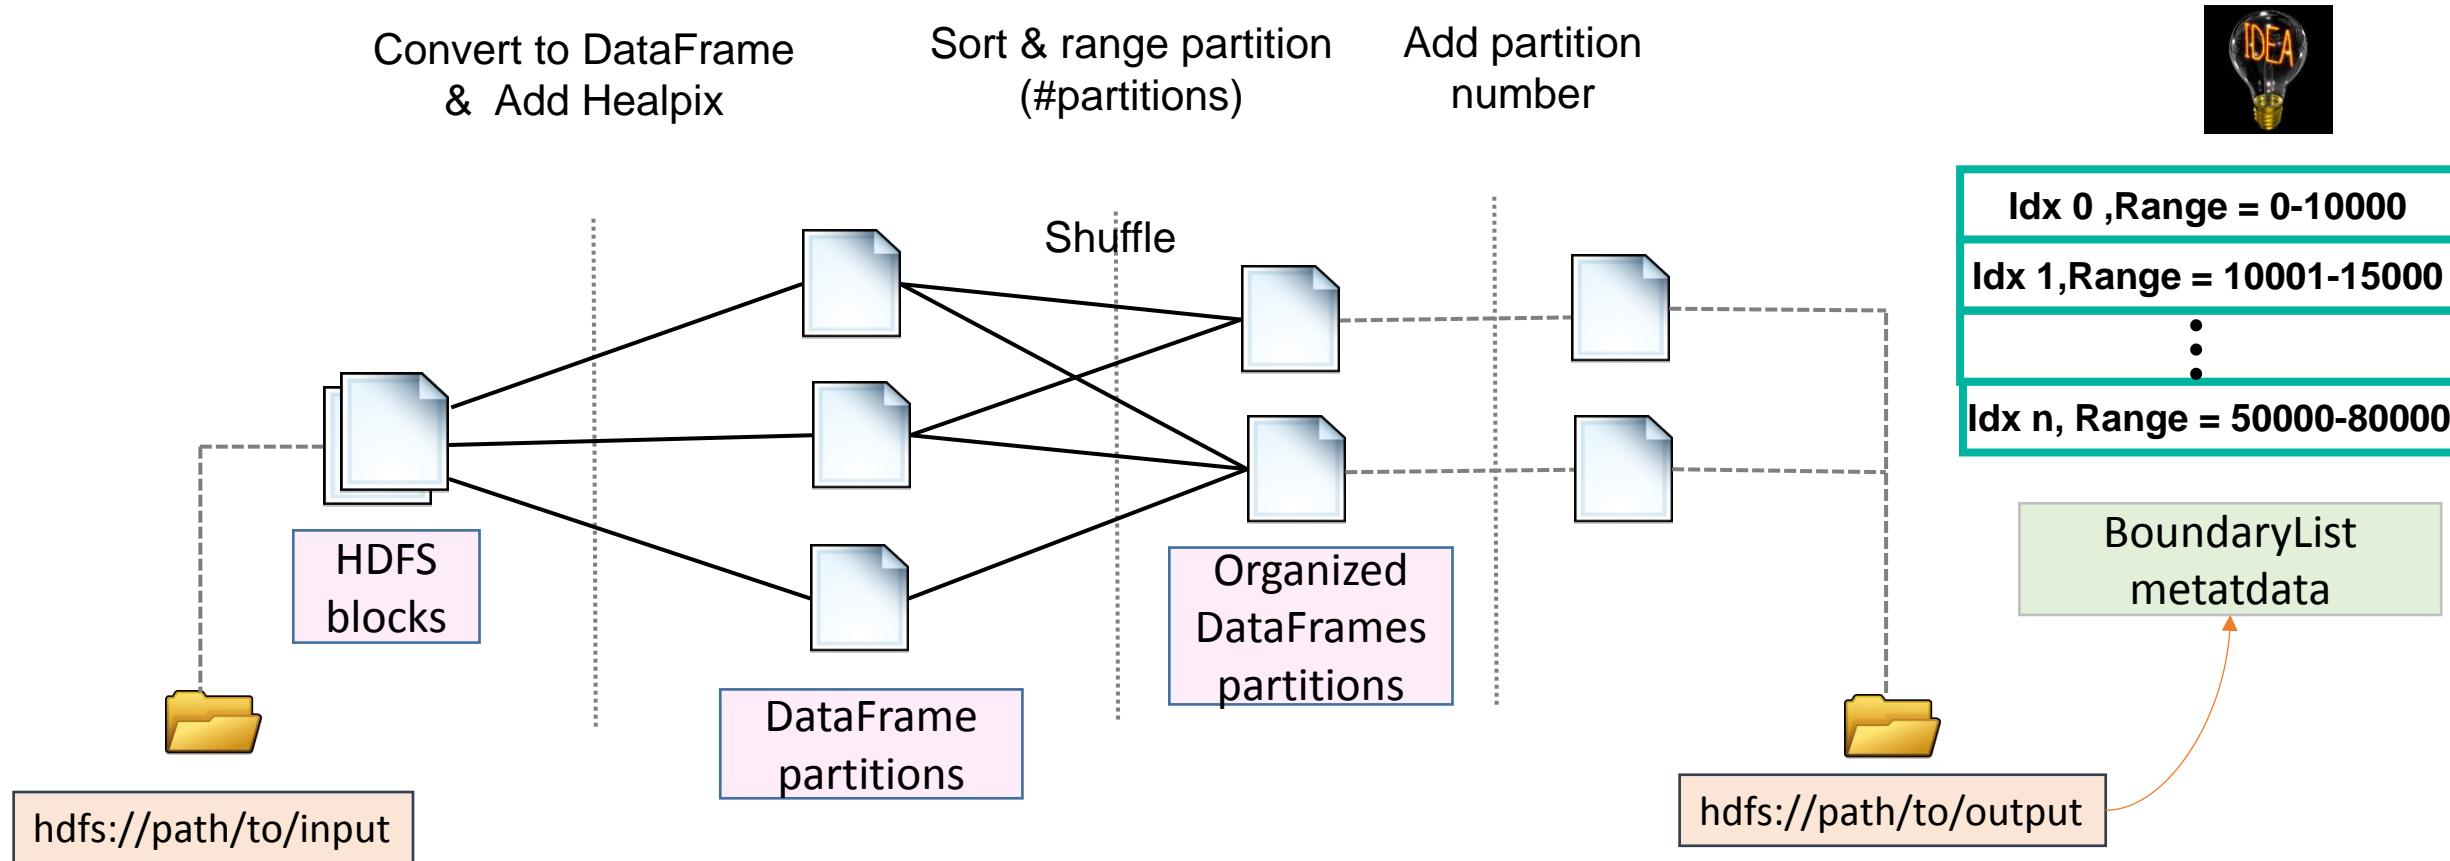 Convert to DataFrame
& Add Healpix
Sort & range partition
(#partitions)
Add partition
number
IDEA
Shuffle
Idx 0 ,Range = 0-10000
Idx 1,Range = 10001-15000
Idx n, Range = 50000-80000
HDFS
blocks
DataFrame
partitions
Organized
DataFrames
partitions
BoundaryList
metatdata
hdfs://path/to/input
hdfs://path/to/output